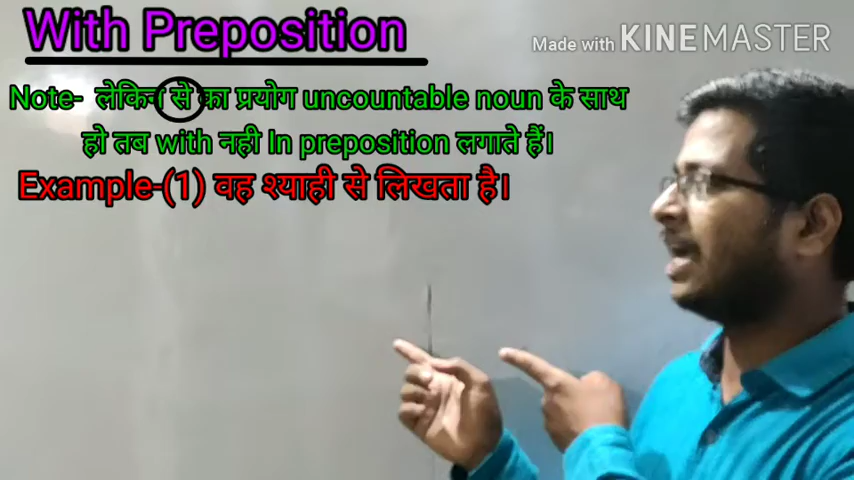 With Preposition
Made with KINEMASTER
Note- लेकिन से का प्रयोग uncountable noun के साथ
हो तब with नही In preposition लगाते हैं।
Example-(1) वह श्याही से लिखता है।